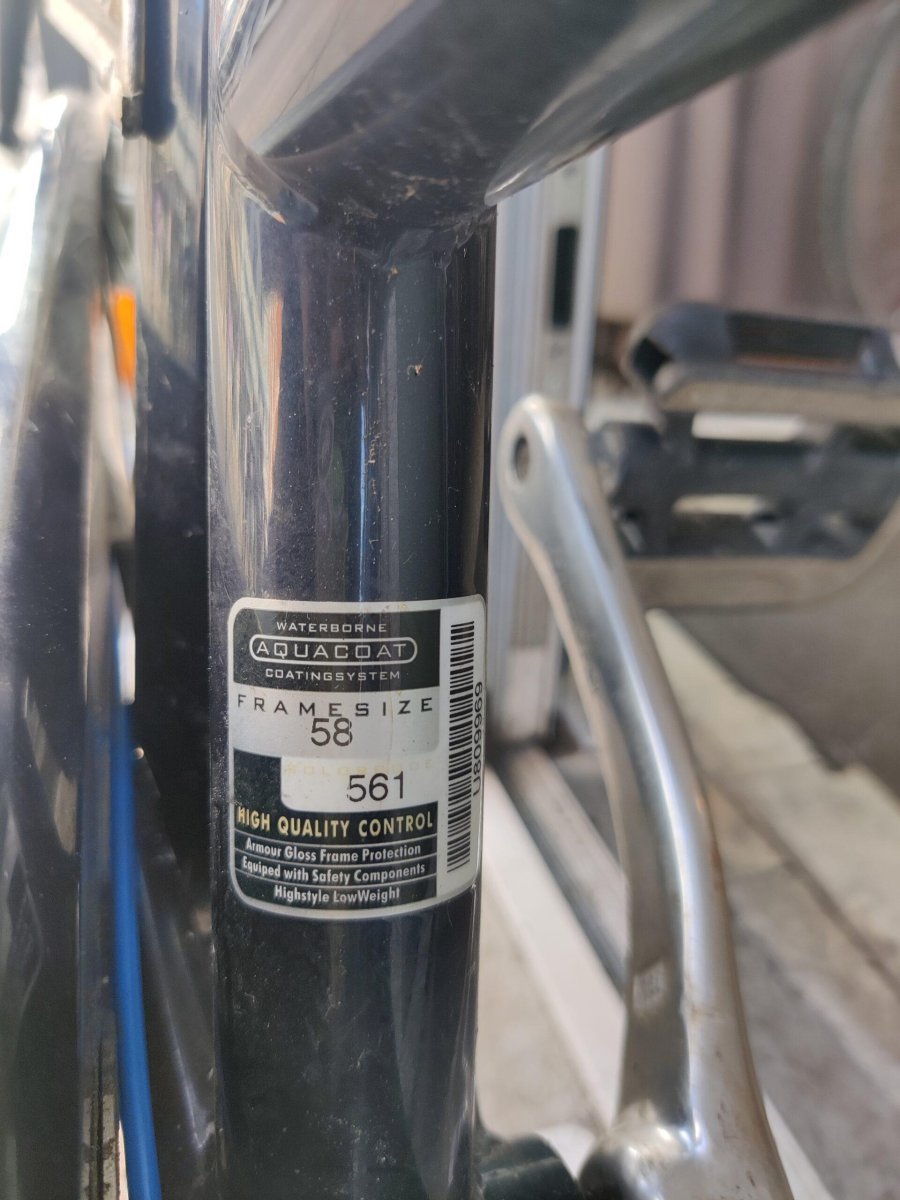 WATERBORNE
AQUACOAT
COATINGSYSTEM
FRAMESIZE
58
561
HIGH QUALITY CONTROL
Armour Gloss Frame Protection
Equiped with Safety Components
Highstyle LowWeight
U809969